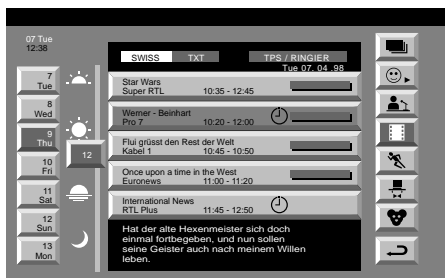 07 Tue
12:38
SWISS TXT TPS / RINGIER
Tue 07. 04 .98
7
Tue
8
Wed
9
Thu
10
Fri
11
Sat
12
Sun
13
Mon
12
Star Wars
Super RTL 10:35 - 12:45
Werner - Beinhart
Pro 7 10:20 - 12:00
Flui grüsst den Rest der Welt
Kabel 1 10:45 - 10:50
Once upon a time in the West
Euronews 11:00 - 11:20
International News
RTL Plus 11:45 - 12:50
Hat der alte Hexenmeister sich doch
einmal fortbegeben, und nun sollen
seine Geister auch nach meinem Willen
leben.